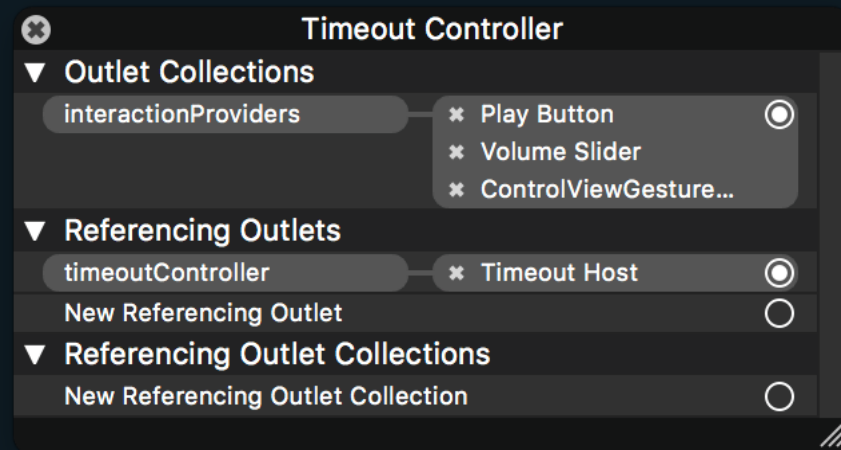 Timeout Controller
Outlet Collections
interactionProviders
Play Button
Volume Slider
ControlViewGesture...
Referencing Outlets
timeoutController
Timeout Host
New Referencing Outlet
Referencing Outlet Collections
New Referencing Outlet Collection